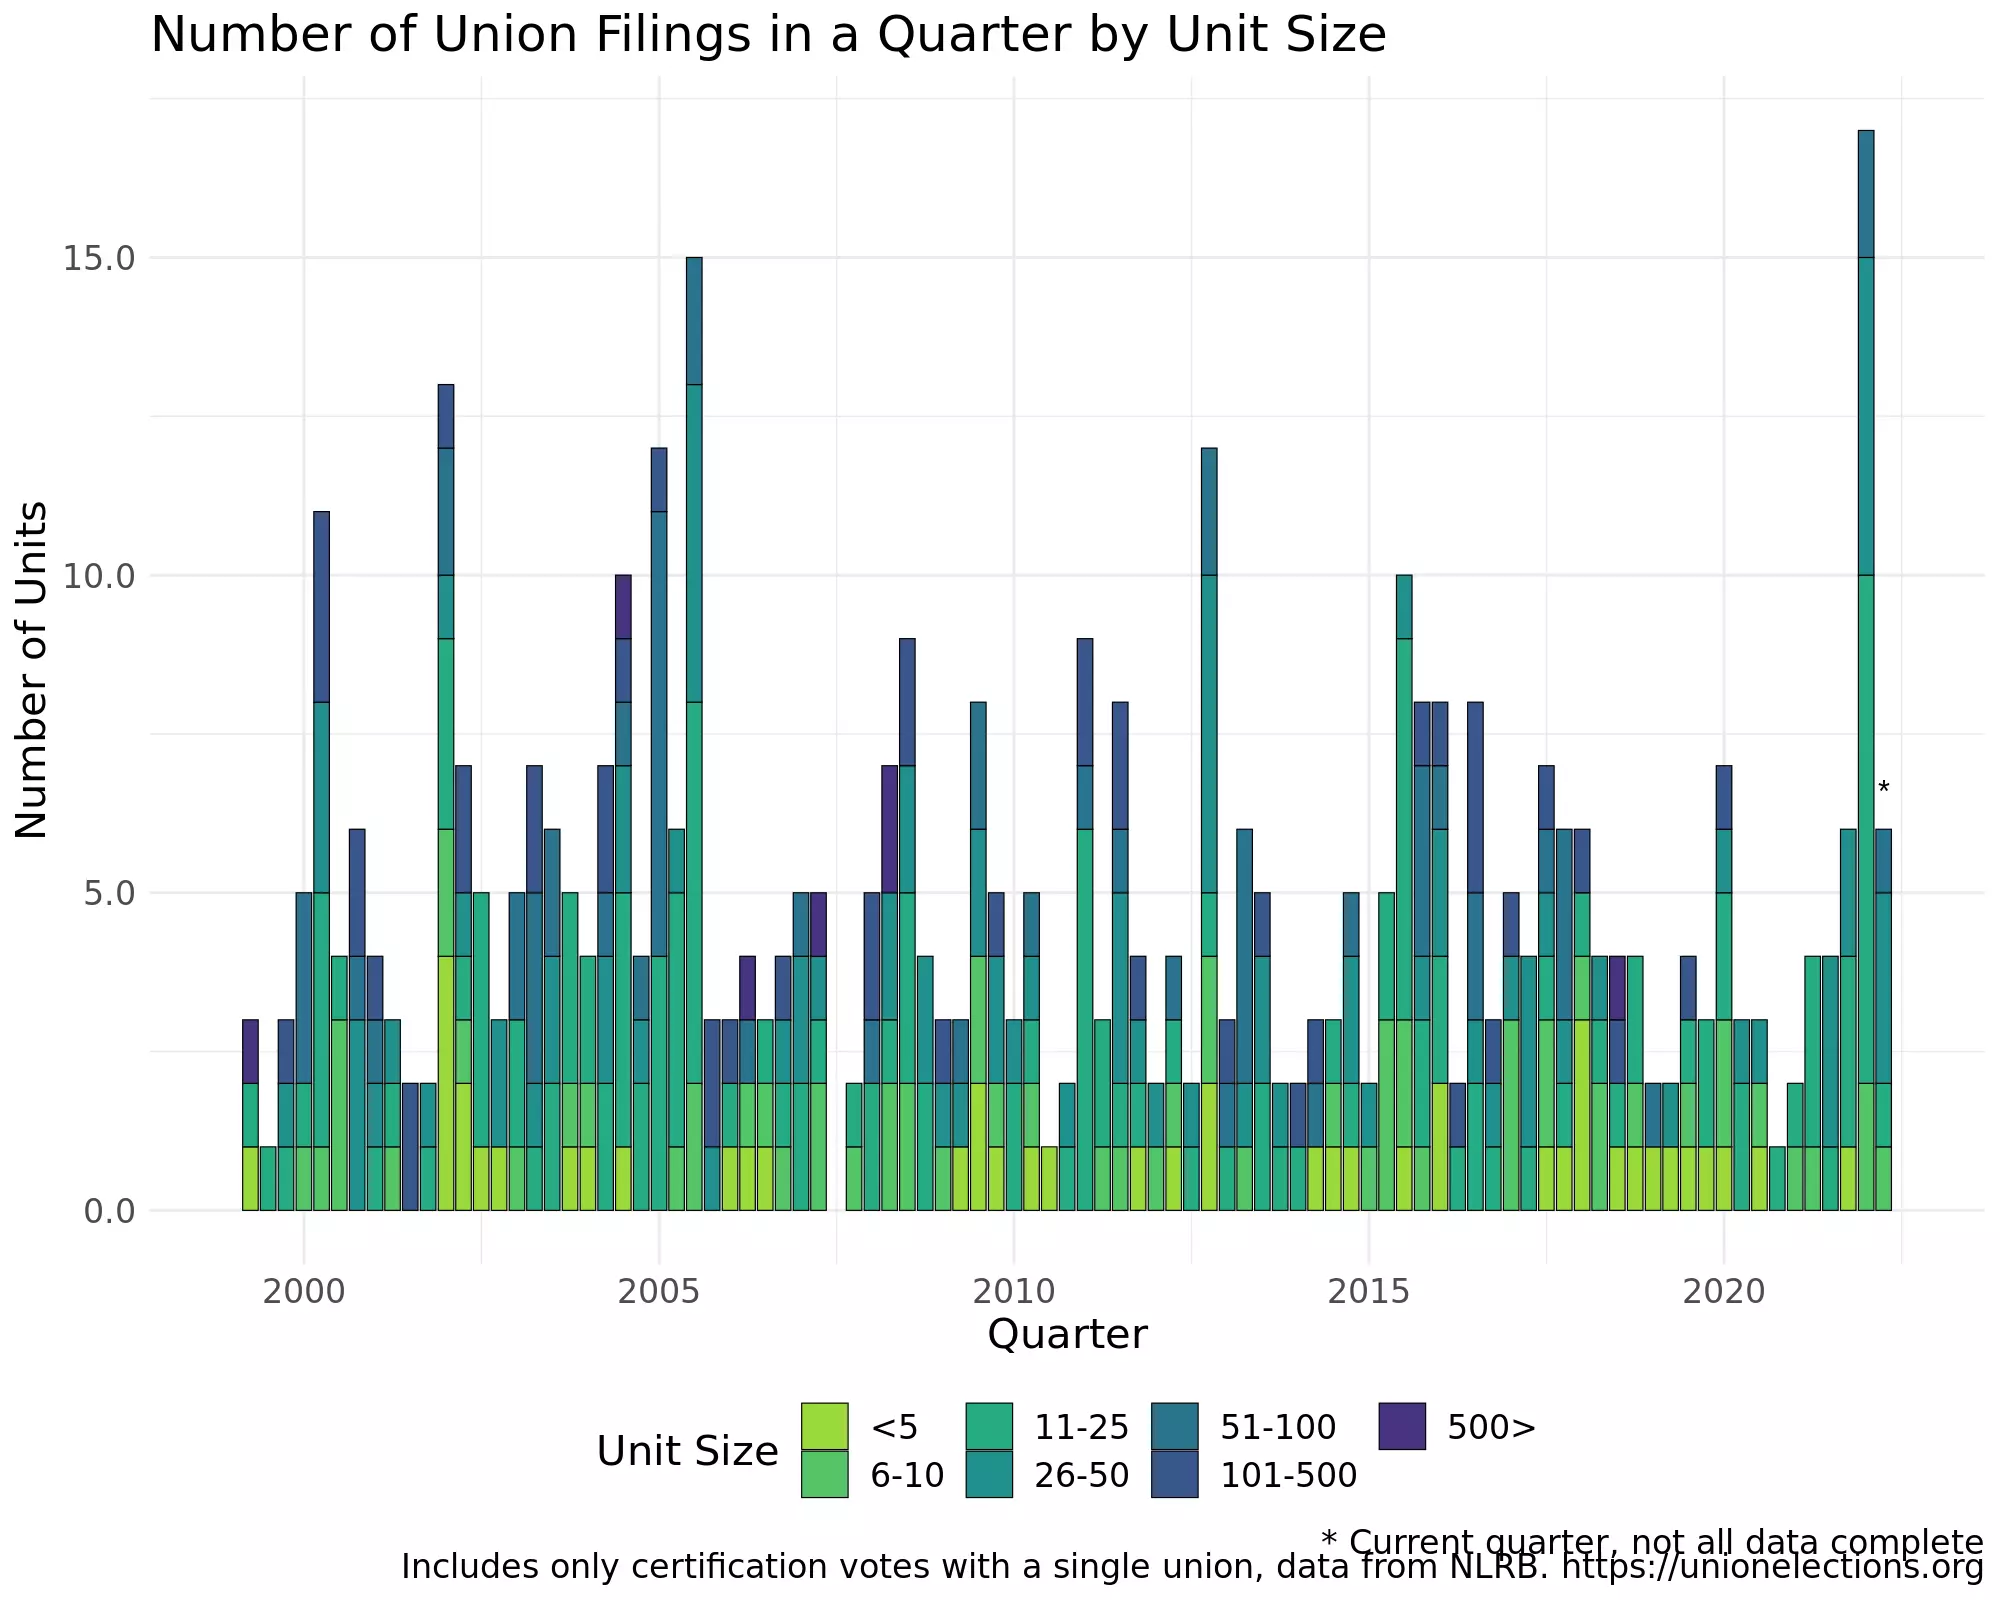 Number of Union Filings in a Quarter by Unit Size
Number of Units
15.0
10.0
5.0
0.0
*
2000 2005 2010 2015 2020
Quarter
Unit Size
<5 11-25 51-100 500>
6-10 26-50 101-500
* Current quarter, not all data complete
Includes only certification votes with a single union, data from NLRB. https://unionelections.org